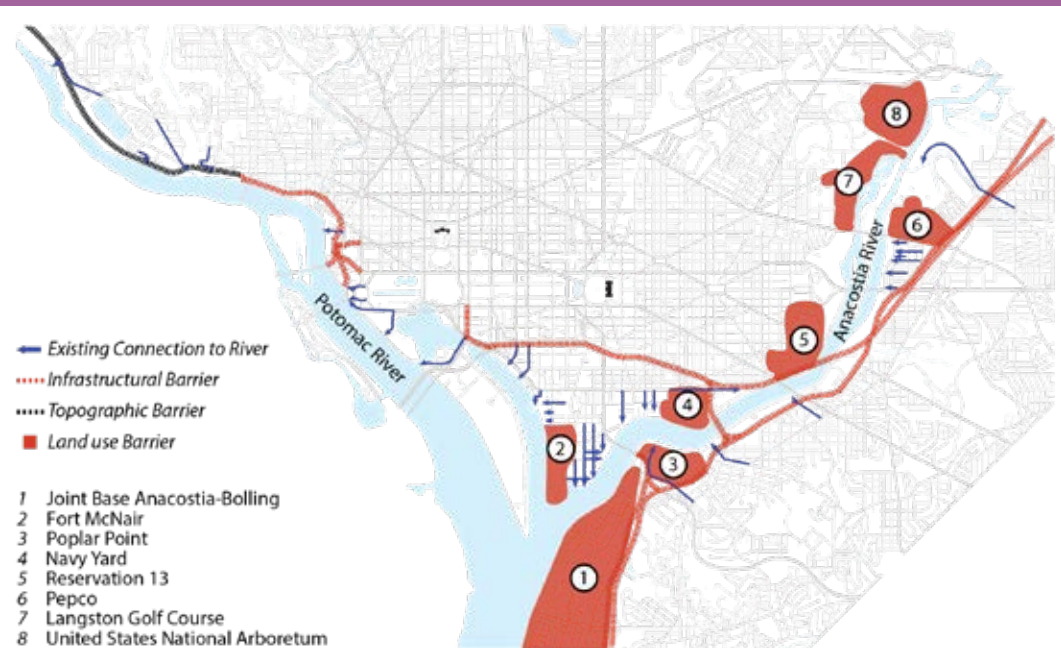 Existing Connection to River
Infrastructural Barrier
Topographic Barrier
Land use Barrier
1 Joint Base Anacostia-Bolling
2 Fort McNair
3 Poplar Point
4 Navy Yard
5 Reservation 13
6 Pepco
7 Langston Golf Course
8 United States National Arboretum
Potomac River
Anacostia River
8
7
6
5
4
2
3
1